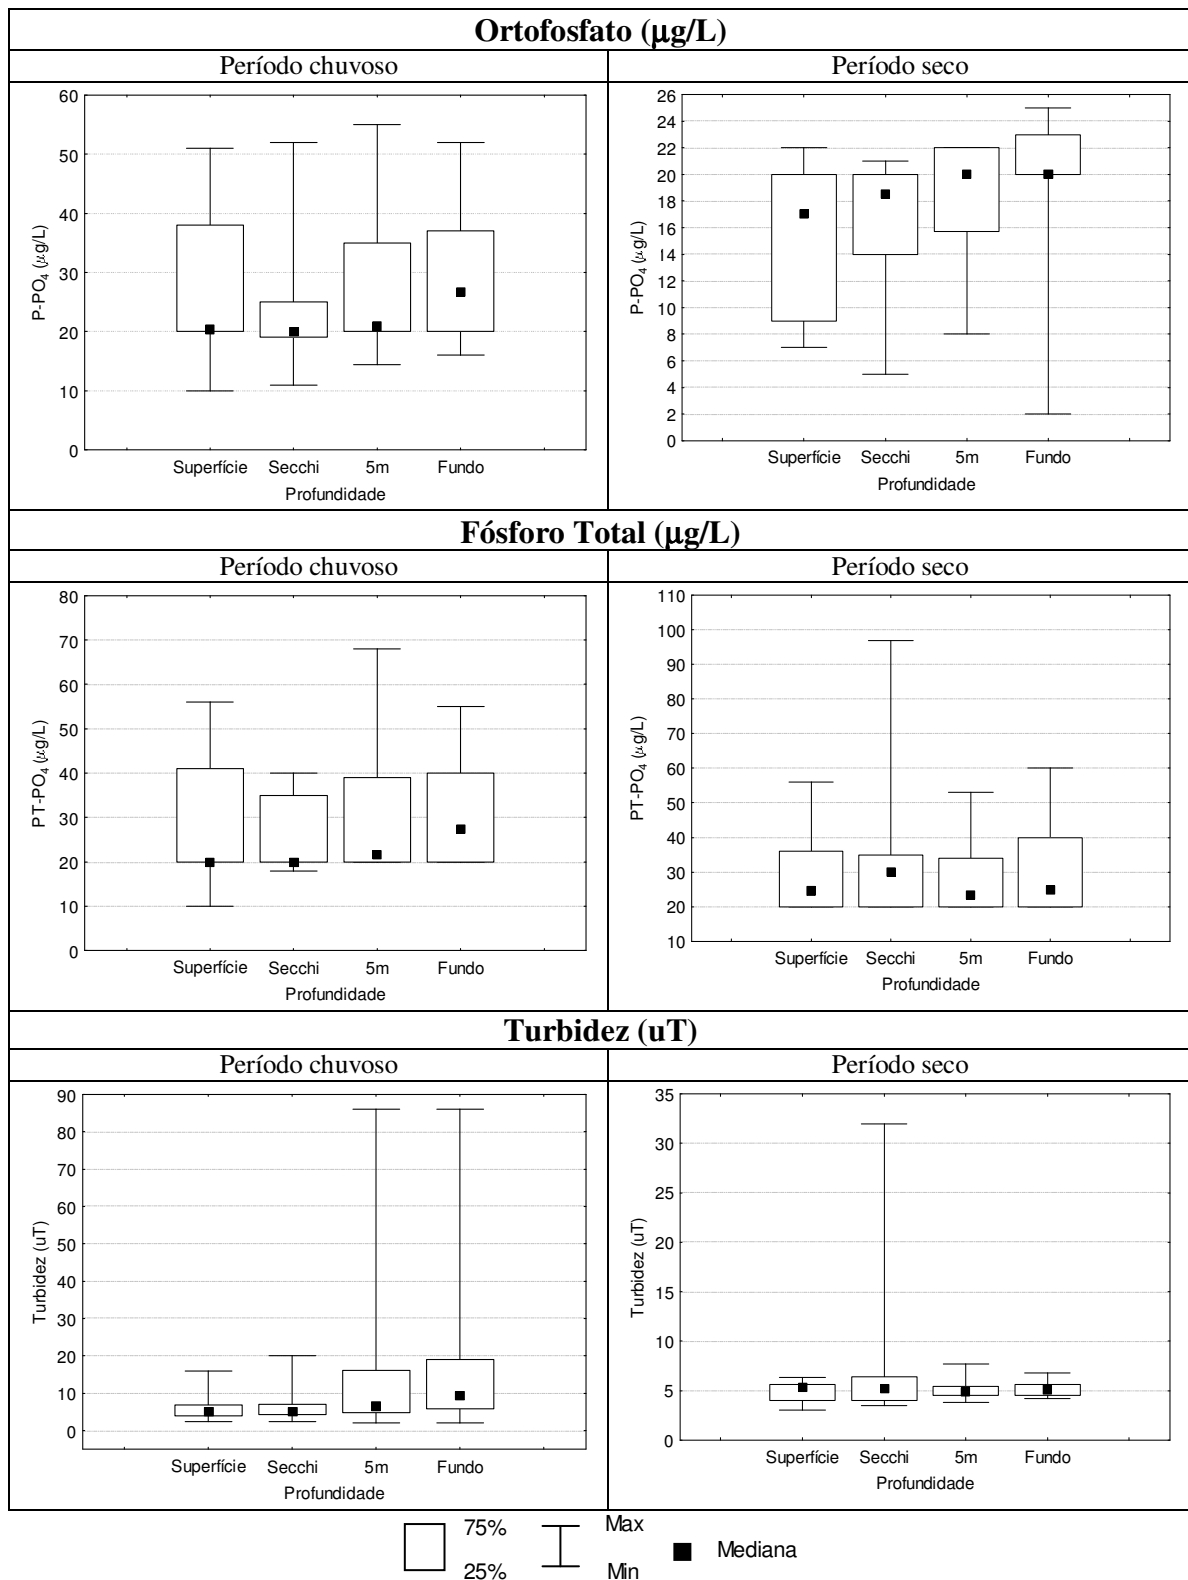 Ortofosfato (µg/L)
Período chuvoso
Período seco
60
50
40
30
20
10
0
P-PO4 (µg/L)
Superfície Secchi 5m Fundo
Profundidade
26
24
22
20
18
16
14
12
10
8
6
4
2
0
P-PO4 (µg/L)
Superfície Secchi 5m Fundo
Profundidade
Fósforo Total (µg/L)
Período chuvoso
Período seco
80
70
60
50
40
30
20
10
0
PT-PO4 (µg/L)
Superfície Secchi 5m Fundo
Profundidade
110
100
90
80
70
60
50
40
30
20
10
PT-PO4 (µg/L)
Superfície Secchi 5m Fundo
Profundidade
Turbidez (uT)
Período chuvoso
Período seco
90
80
70
60
50
40
30
20
10
0
Turbidez (uT)
Superfície Secchi 5m Fundo
Profundidade
35
30
25
20
15
10
5
0
Turbidez (uT)
Superfície Secchi 5m Fundo
Profundidade
75%
25%
Max
Min
Mediana